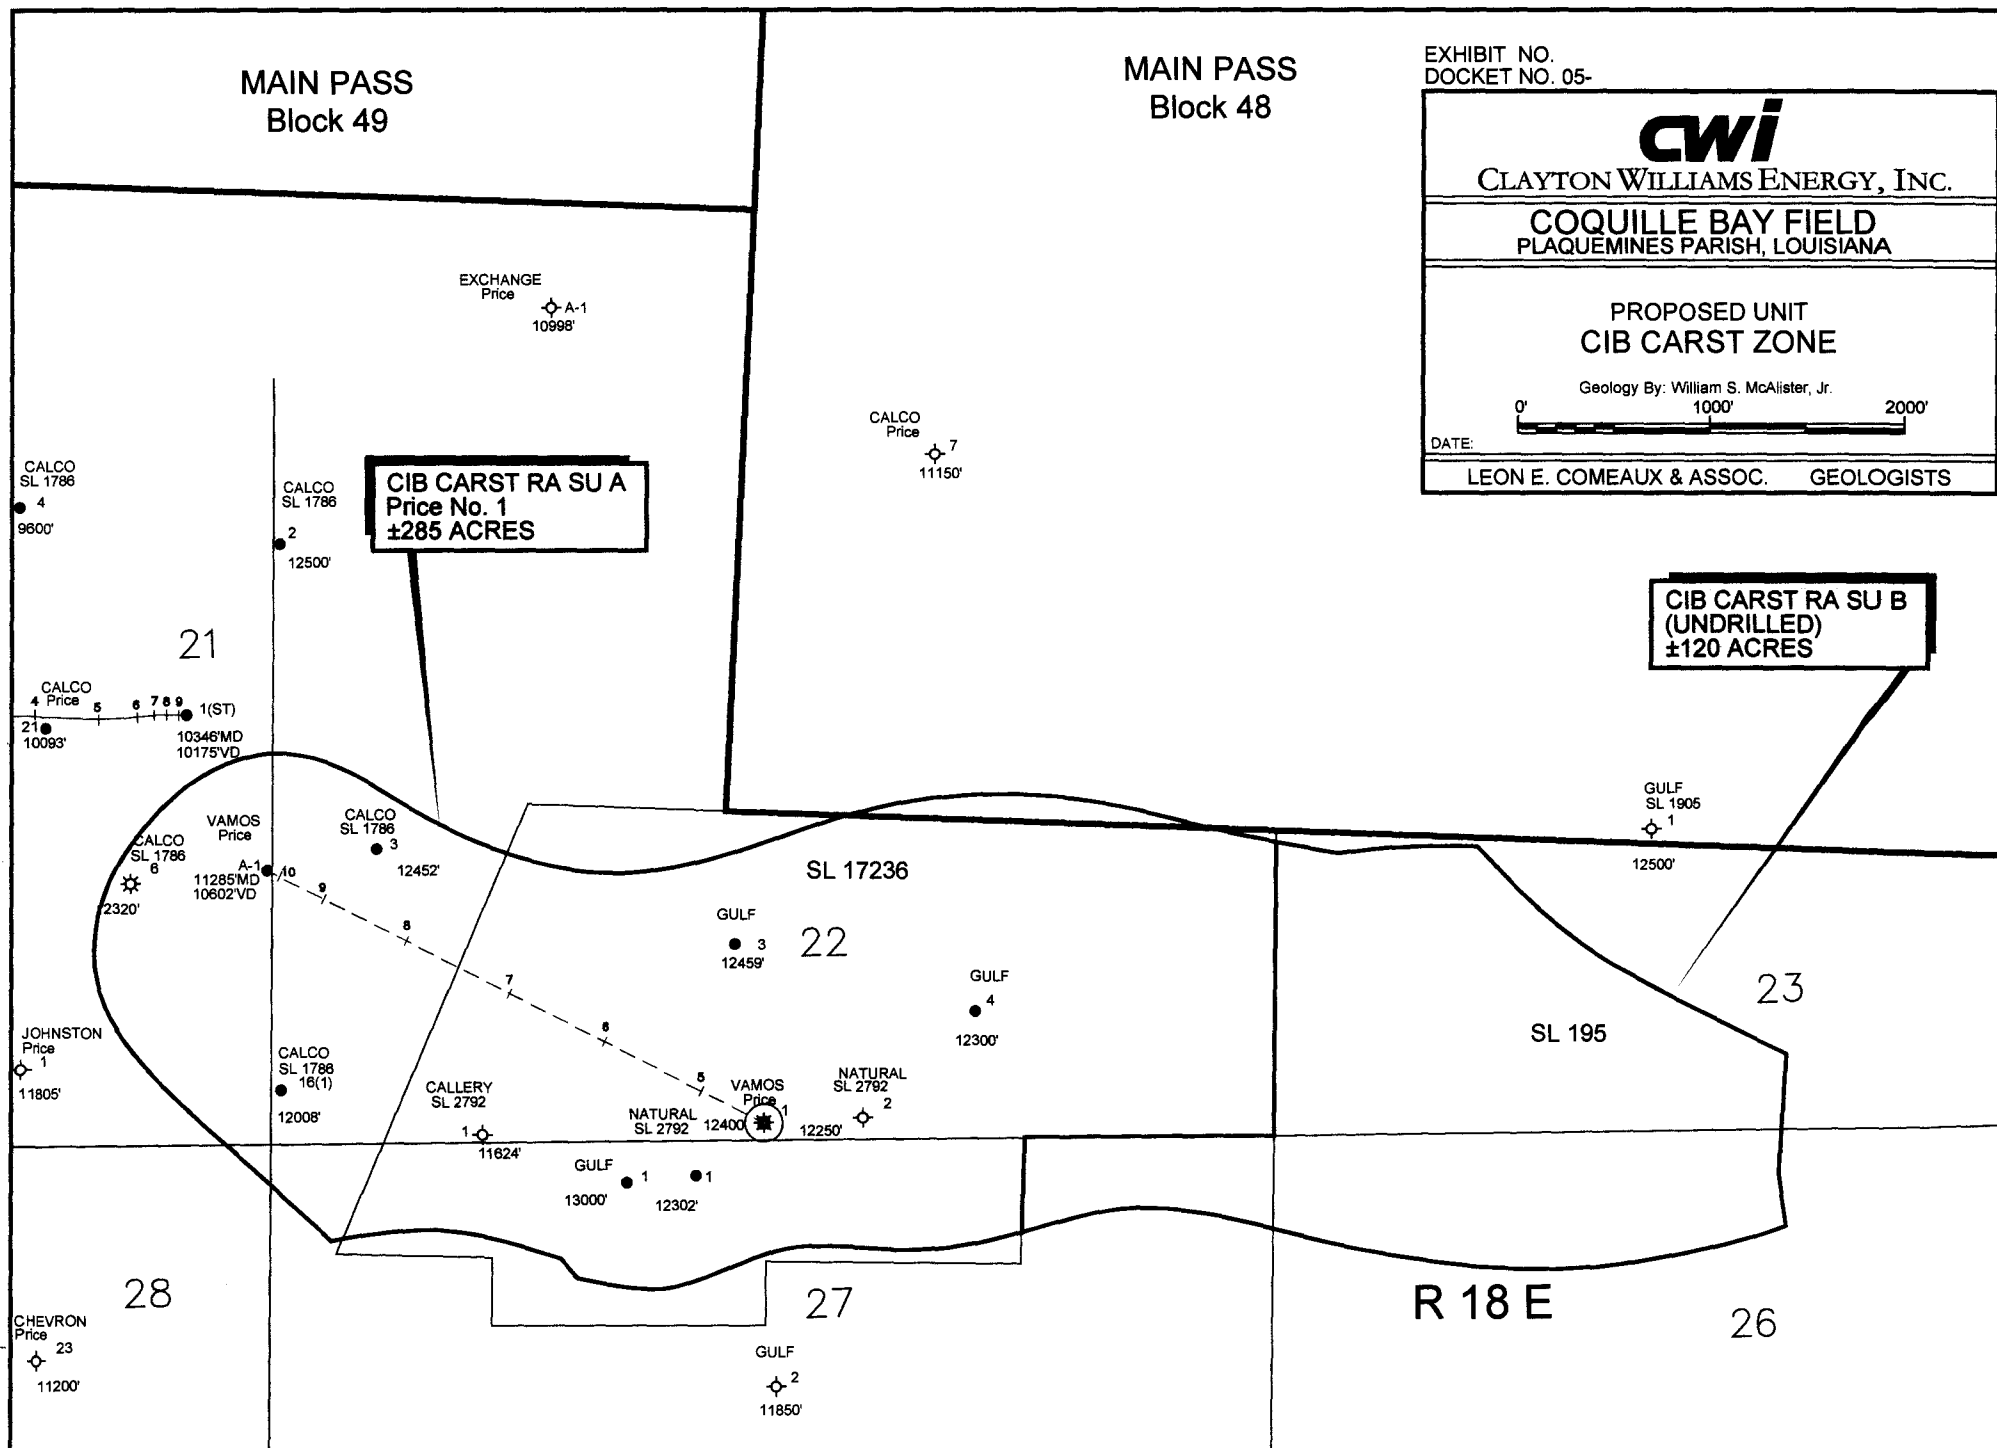 MAIN PASS
Block 49
MAIN PASS
Block 48
EXHIBIT NO.
DOCKET NO. 05-
cwi
CLAYTON WILLIAMS ENERGY, INC.
COQUILLE BAY FIELD
PLAQUEMINES PARISH, LOUISIANA
PROPOSED UNIT
CIB CARST ZONE
Geology By: William S. McAlister, Jr.
0' 1000' 2000'
DATE:
LEON E. COMEAUX & ASSOC. GEOLOGISTS
EXCHANGE
Price
A-1
10998'
CALCO
Price
7
11150'
CALCO
SL 1786
4
9600'
CALCO
SL 1786
2
12500'
CIB CARST RA SU A
Price No. 1
±285 ACRES
CIB CARST RA SU B
(UNDRILLED)
±120 ACRES
21
CALCO
Price
4 5 6 7 8 9
1(ST)
21
10093'
10346'MD
10175'VD
GULF
SL 1905
1
12500'
VAMOS
Price
A-1
11285'MD
10602'VD
CALCO
SL 1786
3
12452'
CALCO
SL 1786
6
12320'
10
9
8
7
6
5
SL 17236
GULF
3
12459'
22
GULF
4
12300'
23
SL 195
JOHNSTON
Price
1
11805'
CALCO
SL 1786
16(1)
12008'
CALLERY
SL 2792
1
11624'
NATURAL
SL 2792
VAMOS
Price
1
12400'
NATURAL
SL 2792
2
12250'
GULF
1
13000'
1
12302'
28
27
R 18 E
26
CHEVRON
Price
23
11200'
GULF
2
11850'